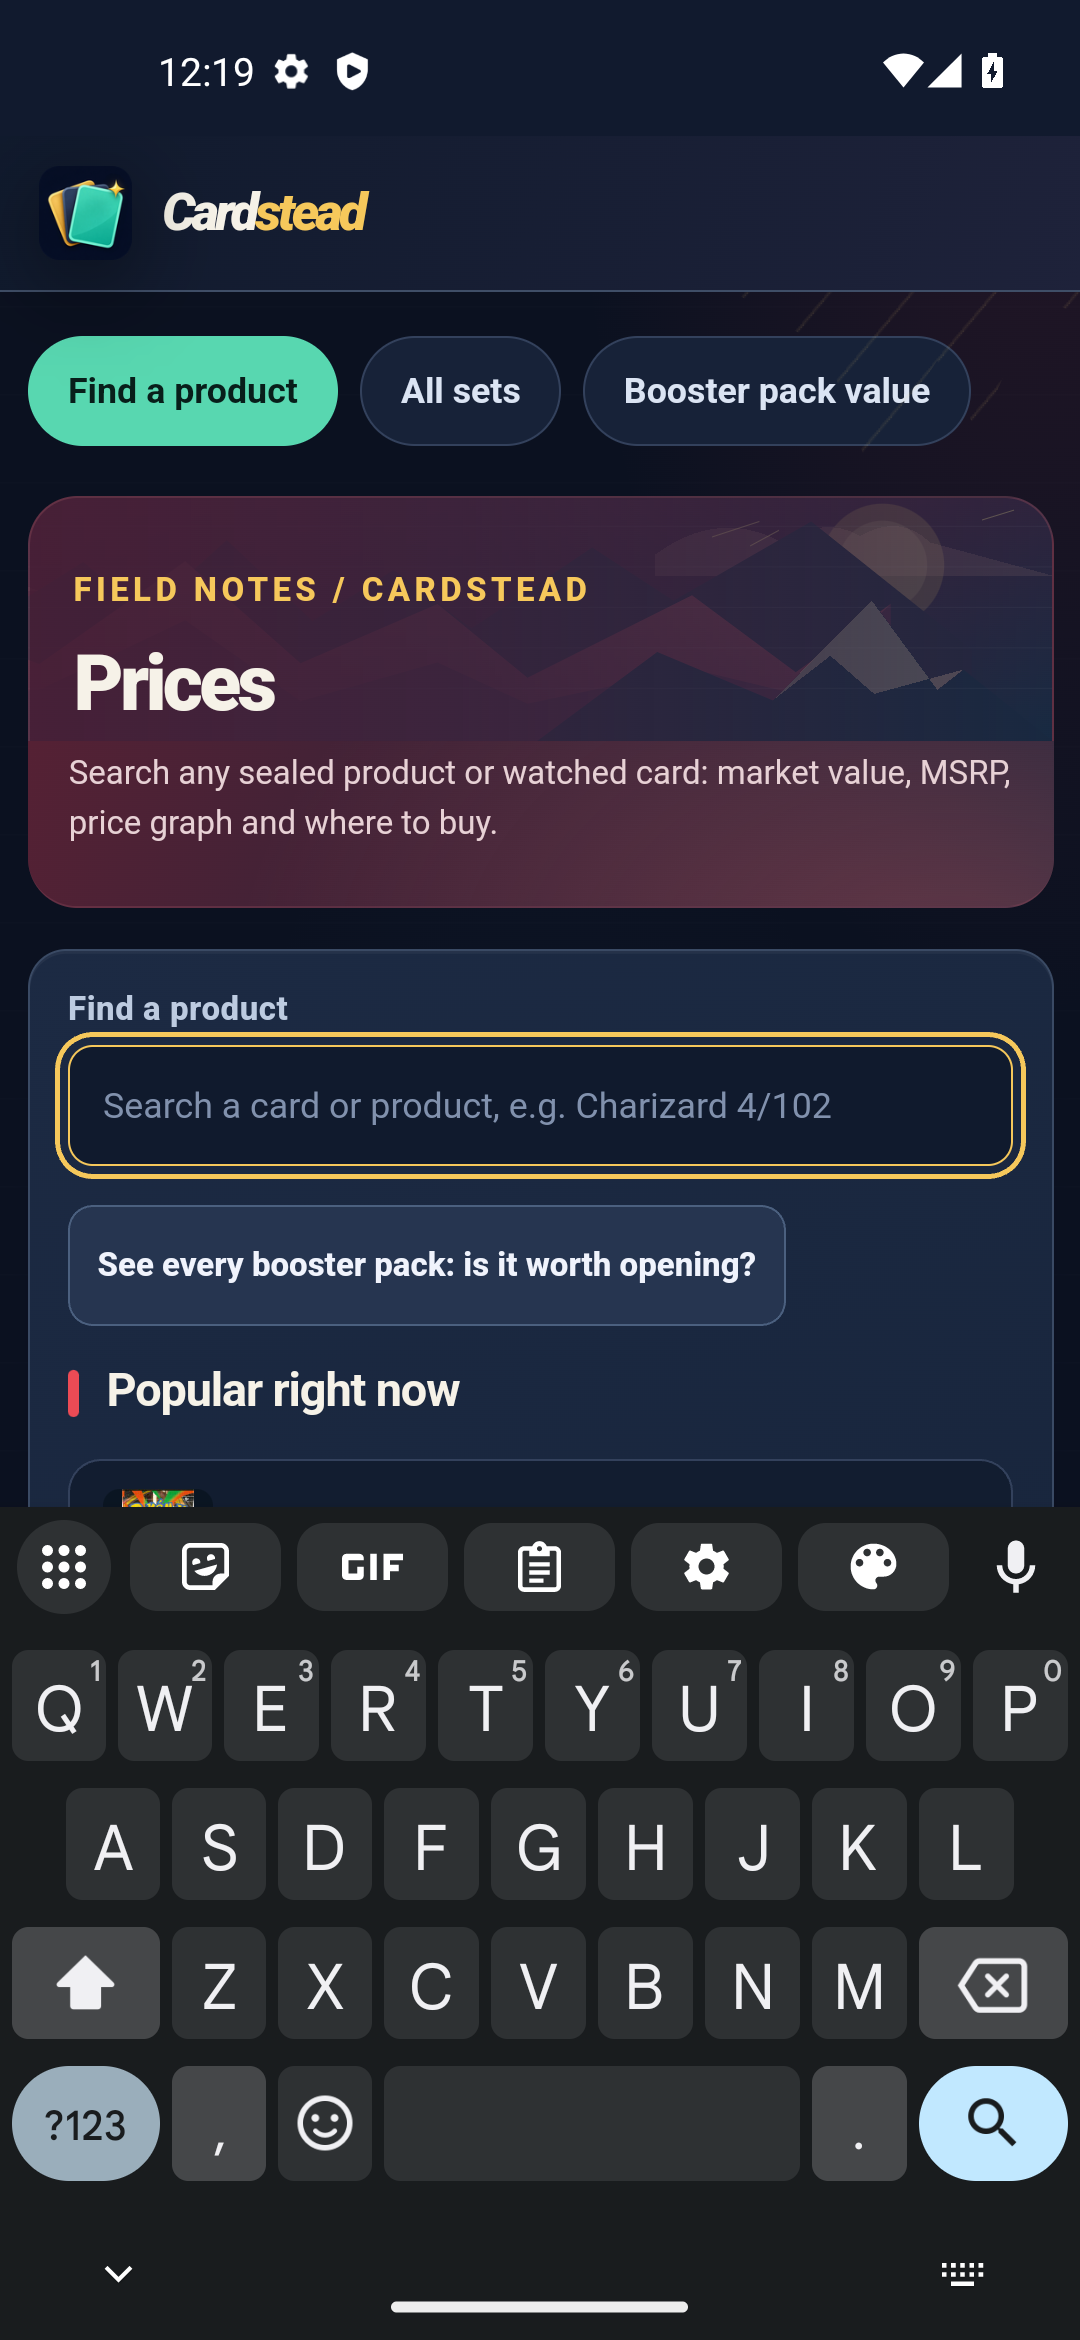 12:19
Cardstead
Find a product
All sets
Booster pack value
FIELD NOTES / CARDSTEAD
Prices
Search any sealed product or watched card: market value, MSRP,
price graph and where to buy.
Find a product
Search a card or product, e.g. Charizard 4/102
See every booster pack: is it worth opening?
Popular right now
GIF
Q 1 W 2 E 3 R 4 T 5 Y 6 U 7 I 8 O 9 P 0
A S D F G H J K L
Z X C V B N M
?123 , .